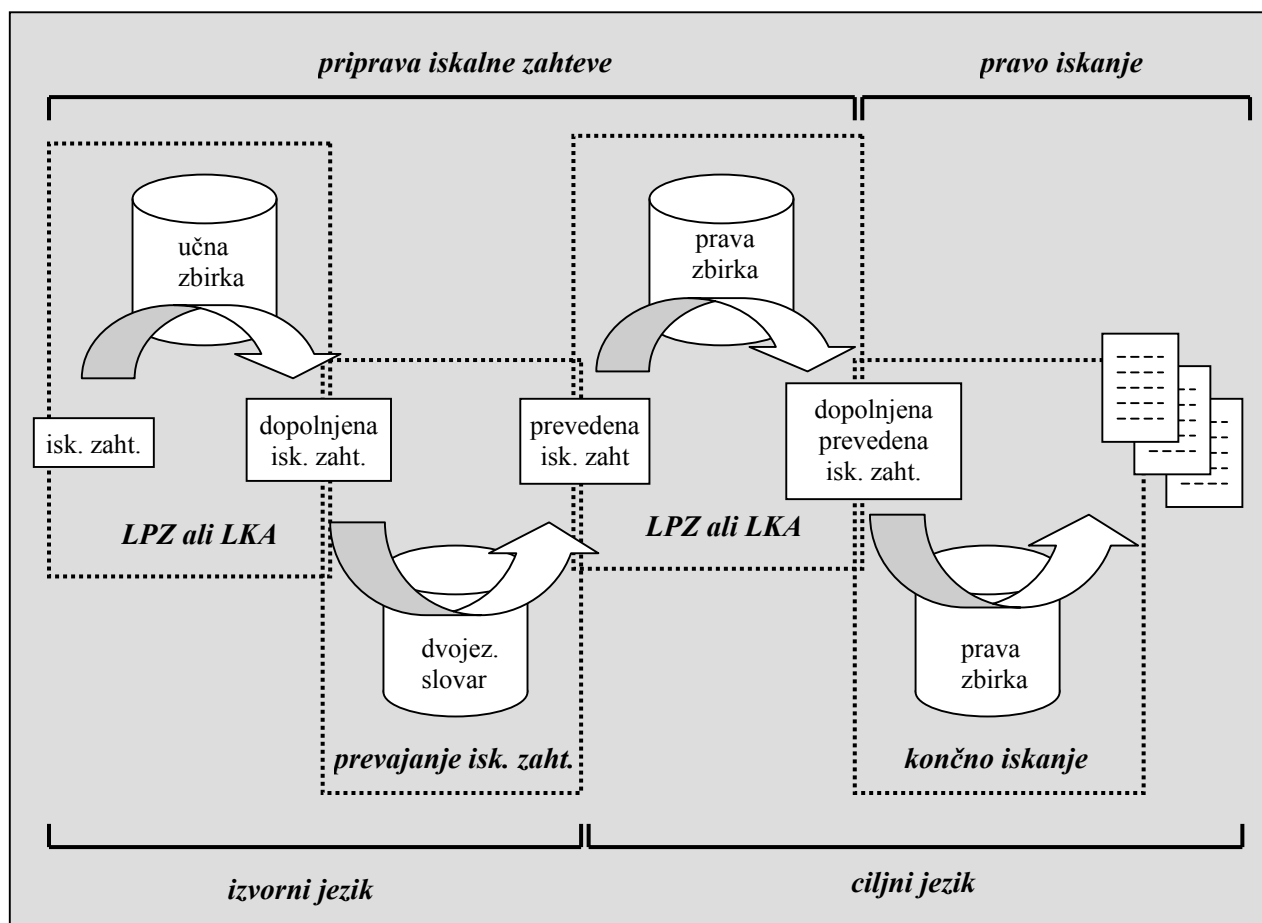 priprava iskalne zahteve
pravo iskanje
učna
zbirka
prava
zbirka
isk. zaht.
dopolnjena
isk. zaht.
prevedena
isk. zaht
dopolnjena
prevedena
isk. zaht.
LPZ ali LKA
LPZ ali LKA
dvojez.
slovar
prava
zbirka
prevajanje isk. zaht.
končno iskanje
izvorni jezik
ciljni jezik